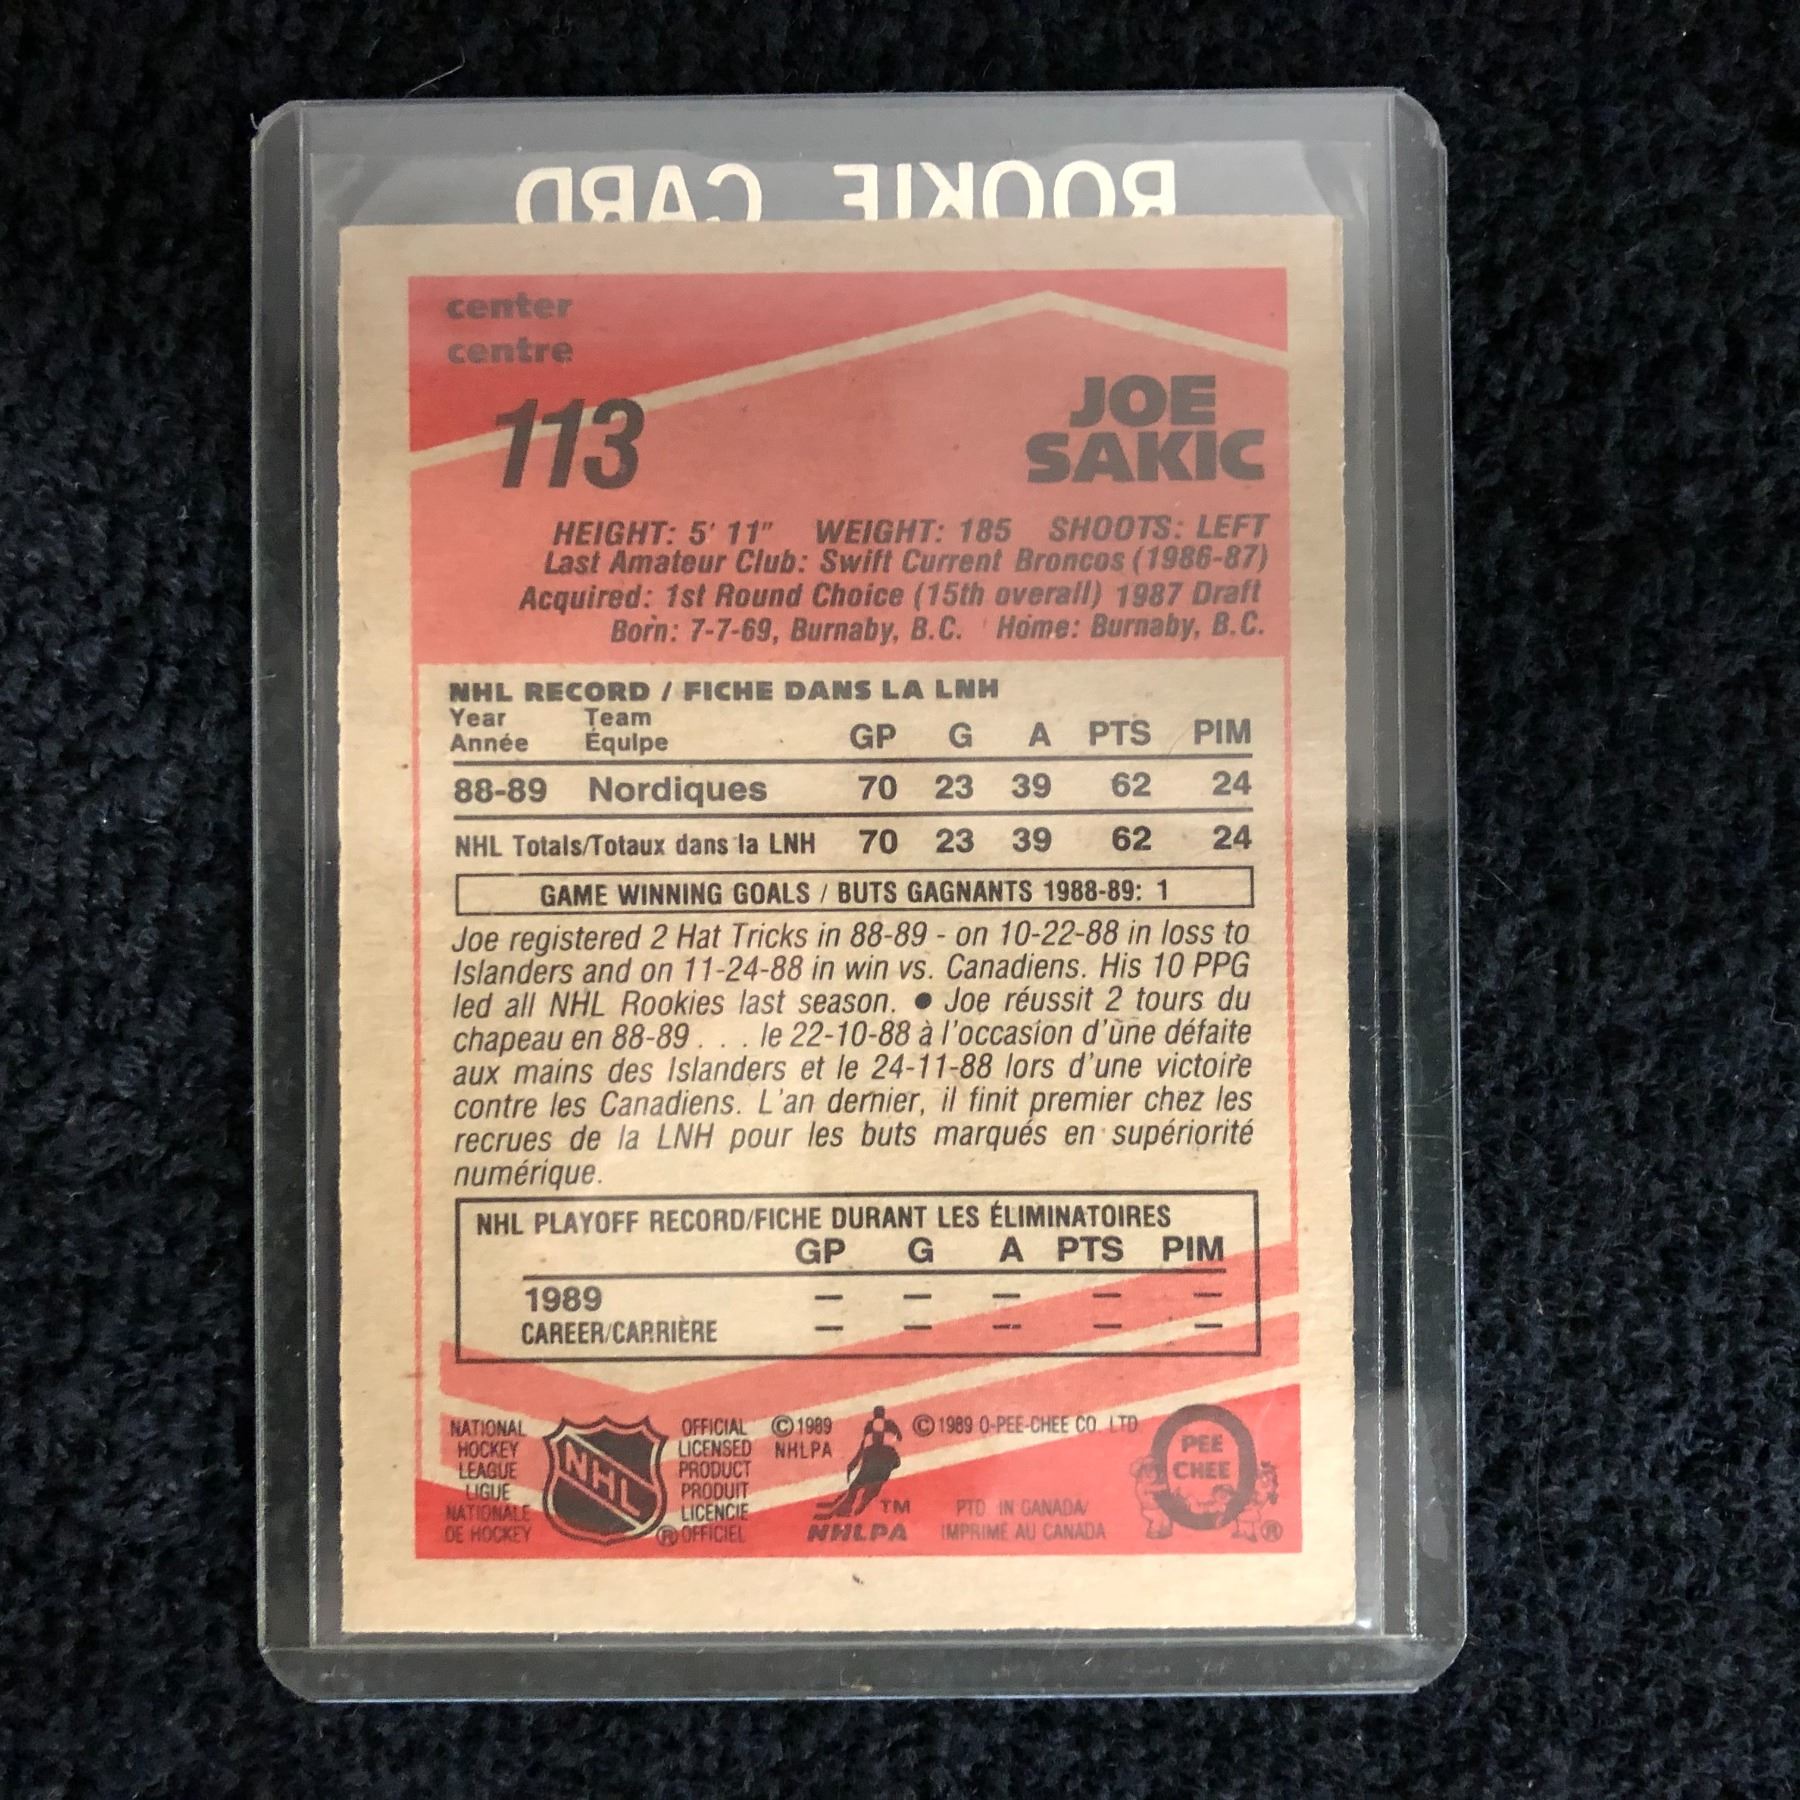 ROOKIE CARD
center
centre
113
JOE
SAKIC
HEIGHT: 5' 11" WEIGHT: 185 SHOOTS: LEFT
Last Amateur Club: Swift Current Broncos (1986-87)
Acquired: 1st Round Choice (15th overall) 1987 Draft
Born: 7-7-69, Burnaby, B.C. Home: Burnaby, B.C.
NHL RECORD / FICHE DANS LA LNH
Year Team
Année Équipe GP G A PTS PIM
88-89 Nordiques 70 23 39 62 24
NHL Totals/Totaux dans la LNH 70 23 39 62 24
GAME WINNING GOALS / BUTS GAGNANTS 1988-89: 1
Joe registered 2 Hat Tricks in 88-89 - on 10-22-88 in loss to
Islanders and on 11-24-88 in win vs. Canadiens. His 10 PPG
led all NHL Rookies last season. ● Joe réussit 2 tours du
chapeau en 88-89 . . . le 22-10-88 à l'occasion d'une défaite
aux mains des Islanders et le 24-11-88 lors d'une victoire
contre les Canadiens. L'an dernier, il finit premier chez les
recrues de la LNH pour les buts marqués en supériorité
numérique.
NHL PLAYOFF RECORD/FICHE DURANT LES ÉLIMINATOIRES
GP G A PTS PIM
1989 — — — — —
CAREER/CARRIÈRE — — — — —
NATIONAL
HOCKEY
LEAGUE
LIGUE
NATIONALE
DE HOCKEY
NHL
OFFICIAL
LICENSED
PRODUCT
PRODUIT
LICENCIE
® OFFICIEL
© 1989
NHLPA
TM
NHLPA
© 1989 O-PEE-CHEE CO. LTD
PTD IN CANADA/
IMPRIMÉ AU CANADA
PEE
CHEE
®